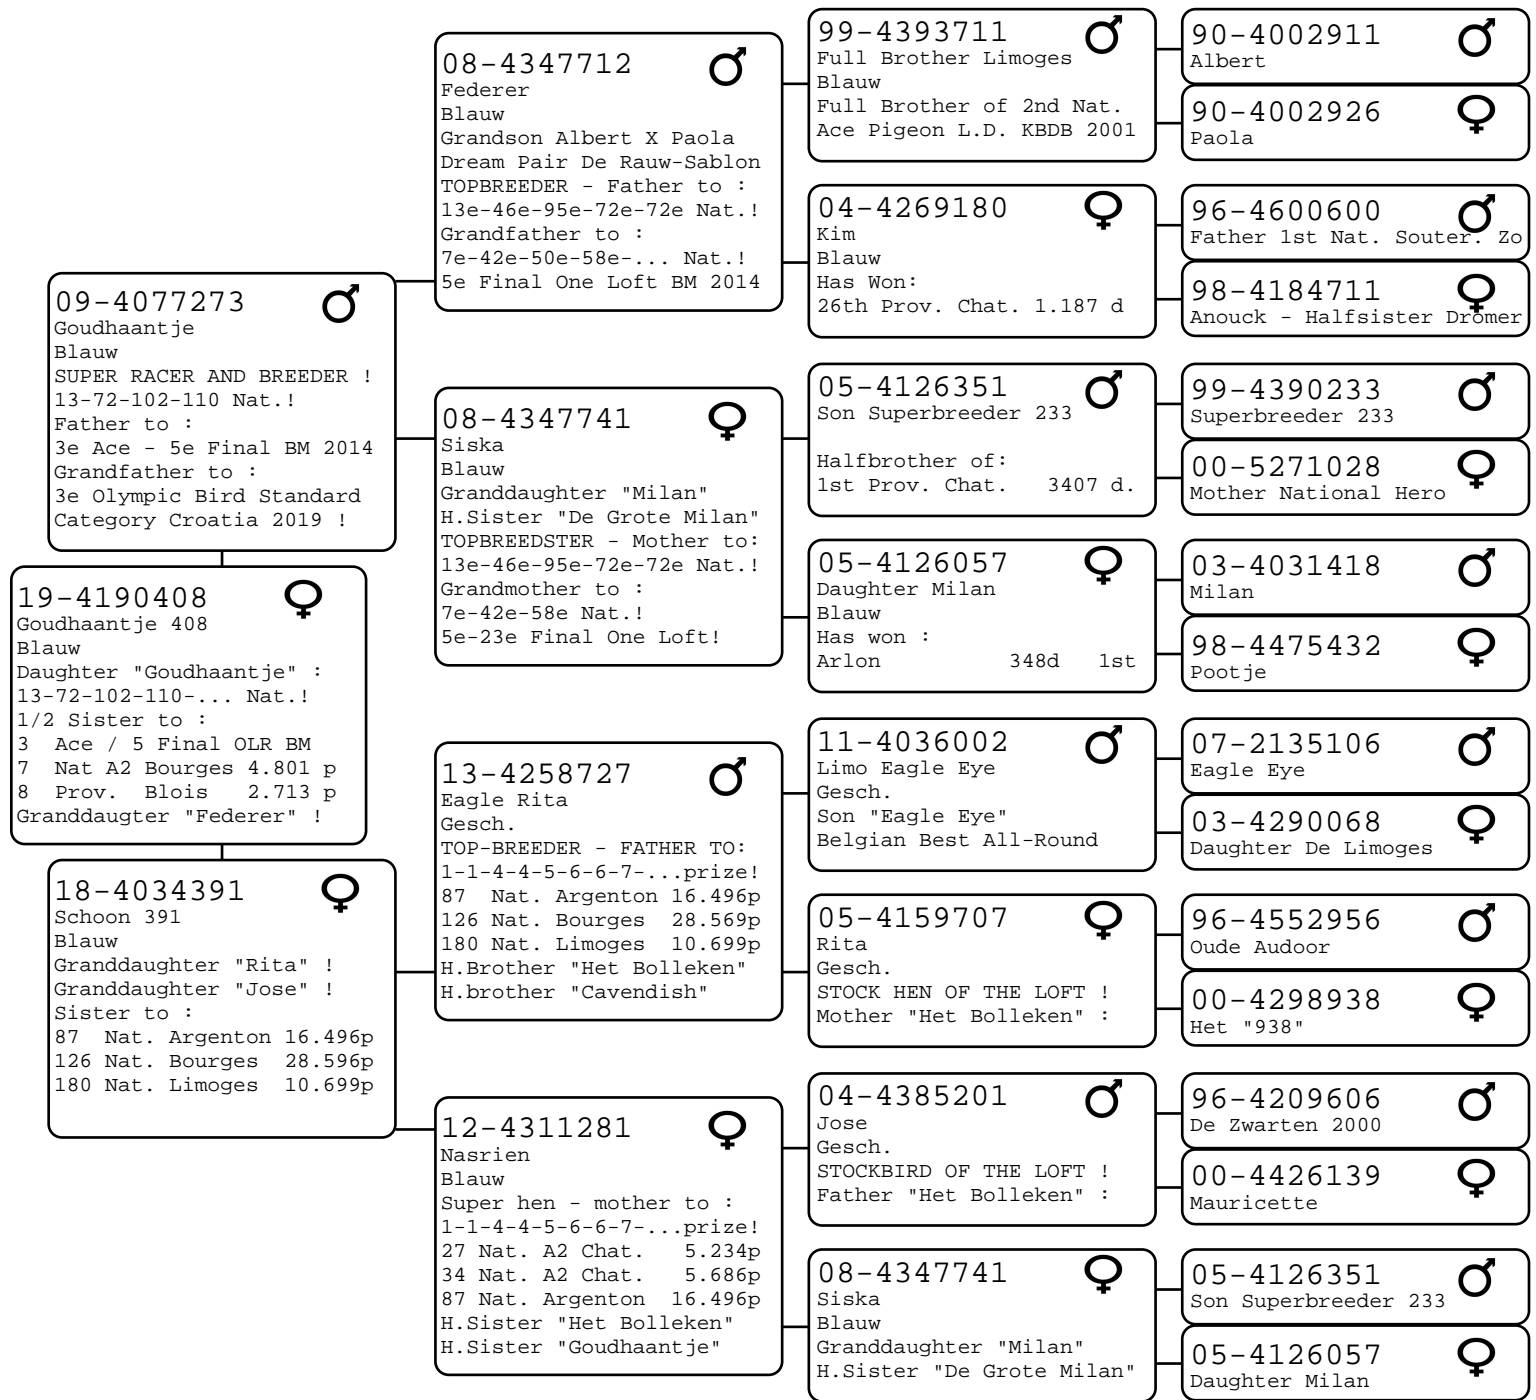 19-4190408
Goudhaantje 408
Blauw
Daughter "Goudhaantje" :
13-72-102-110-... Nat.!
1/2 Sister to :
3  Ace / 5 Final OLR BM
7  Nat A2 Bourges 4.801 p
8  Prov.  Blois   2.713 p
Granddaugter "Federer" !
09-4077273
Goudhaantje
Blauw
SUPER RACER AND BREEDER !
13-72-102-110 Nat.!
Father to :
3e Ace - 5e Final BM 2014
Grandfather to :
3e Olympic Bird Standard
Category Croatia 2019 !
18-4034391
Schoon 391
Blauw
Granddaughter "Rita" !
Granddaughter "Jose" !
Sister to :
87  Nat. Argenton 16.496p
126 Nat. Bourges  28.596p
180 Nat. Limoges  10.699p
08-4347712
Federer
Blauw
Grandson Albert X Paola
Dream Pair De Rauw-Sablon
TOPBREEDER - Father to :
13e-46e-95e-72e-72e Nat.!
Grandfather to :
7e-42e-50e-58e-... Nat.!
5e Final One Loft BM 2014
08-4347741
Siska
Blauw
Granddaughter "Milan"
H.Sister "De Grote Milan"
TOPBREEDSTER - Mother to:
13e-46e-95e-72e-72e Nat.!
Grandmother to :
7e-42e-58e Nat.!
5e-23e Final One Loft!
13-4258727
Eagle Rita
Gesch.
TOP-BREEDER - FATHER TO:
1-1-4-4-5-6-6-7-...prize!
87  Nat. Argenton 16.496p
126 Nat. Bourges  28.569p
180 Nat. Limoges  10.699p
H.Brother "Het Bolleken"
H.brother "Cavendish"
12-4311281
Nasrien
Blauw
Super hen - mother to :
1-1-4-4-5-6-6-7-...prize!
27 Nat. A2 Chat.   5.234p
34 Nat. A2 Chat.   5.686p
87 Nat. Argenton  16.496p
H.Sister "Het Bolleken"
H.Sister "Goudhaantje"
99-4393711
Full Brother Limoges
Blauw
Full Brother of 2nd Nat.
Ace Pigeon L.D. KBDB 2001
04-4269180
Kim
Blauw
Has Won:
26th Prov. Chat. 1.187 d
05-4126351
Son Superbreeder 233
Halfbrother of:
1st Prov. Chat.   3407 d.
05-4126057
Daughter Milan
Blauw
Has won :
Arlon        348d   1st
11-4036002
Limo Eagle Eye
Gesch.
Son "Eagle Eye"
Belgian Best All-Round
05-4159707
Rita
Gesch.
STOCK HEN OF THE LOFT !
Mother "Het Bolleken" :
04-4385201
Jose
Gesch.
STOCKBIRD OF THE LOFT !
Father "Het Bolleken" :
08-4347741
Siska
Blauw
Granddaughter "Milan"
H.Sister "De Grote Milan"
90-4002911
Albert
90-4002926
Paola
96-4600600
Father 1st Nat. Souter. Zo
98-4184711
Anouck - Halfsister Dromer
99-4390233
Superbreeder 233
00-5271028
Mother National Hero
03-4031418
Milan
98-4475432
Pootje
07-2135106
Eagle Eye
03-4290068
Daughter De Limoges
96-4552956
Oude Audoor
00-4298938
Het "938"
96-4209606
De Zwarten 2000
00-4426139
Mauricette
05-4126351
Son Superbreeder 233
05-4126057
Daughter Milan